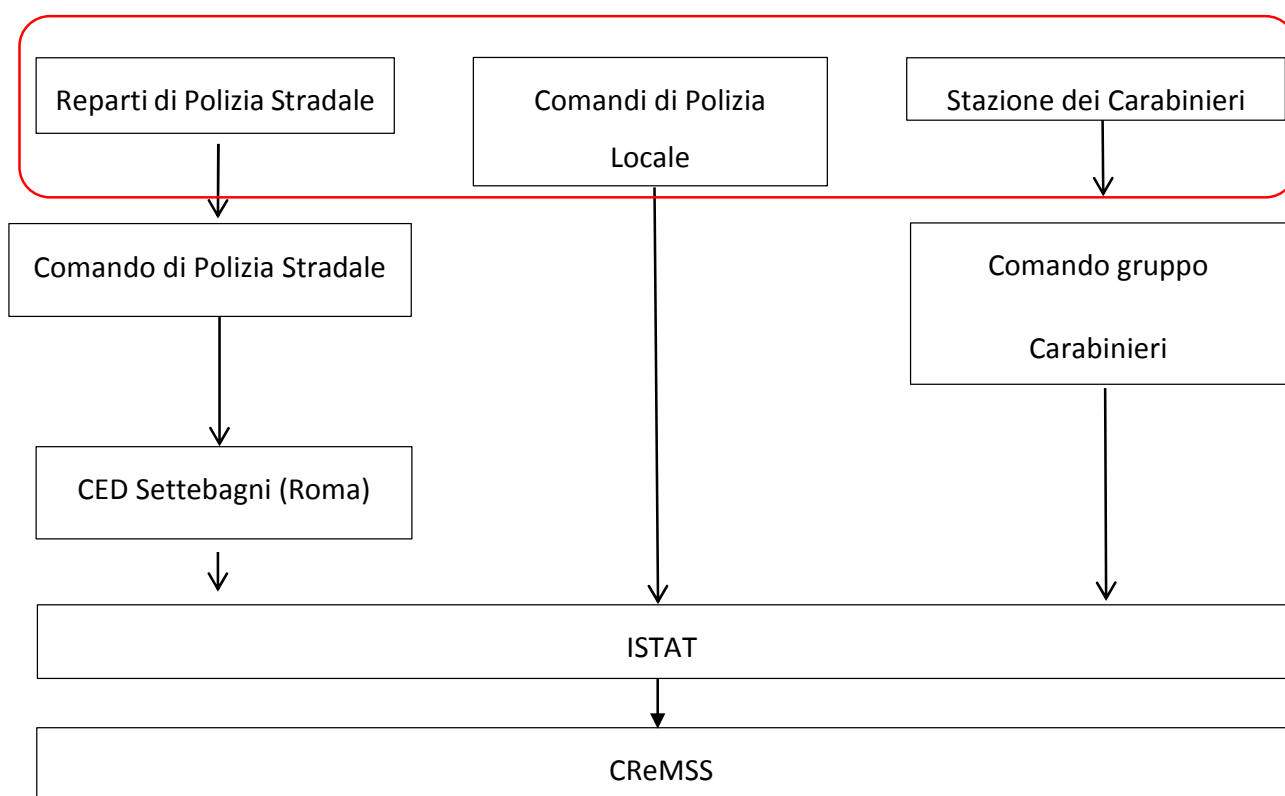 Reparti di Polizia Stradale
Comandi di Polizia
Locale
Stazione dei Carabinieri
Comando di Polizia Stradale
Comando gruppo
Carabinieri
CED Settebagni (Roma)
ISTAT
CReMSS